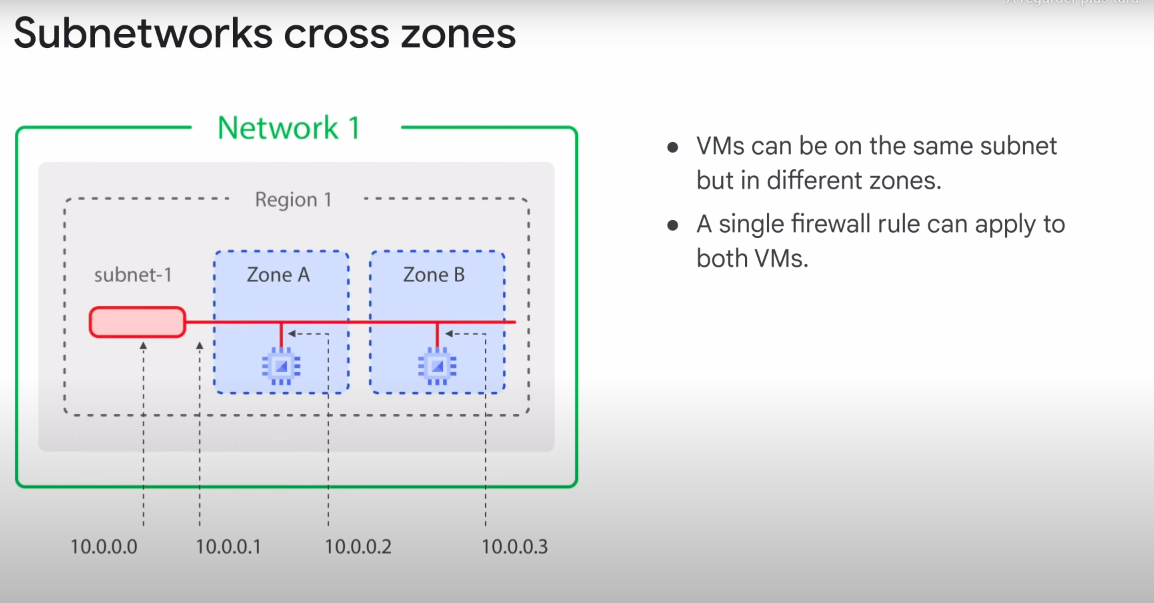 Subnetworks cross zones
Network 1
Region 1
subnet-1
Zone A
Zone B
10.0.0.0
10.0.0.1
10.0.0.2
10.0.0.3
● VMs can be on the same subnet
but in different zones.
● A single firewall rule can apply to
both VMs.